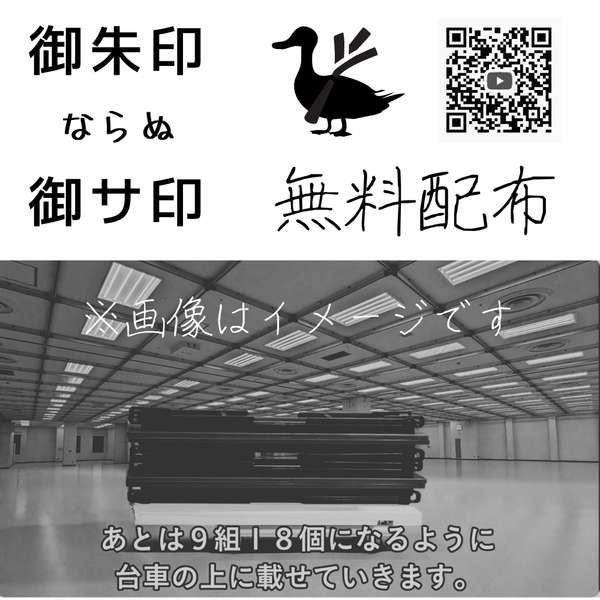 御朱印
ならぬ
御サ印
無料配布
※画像はイメージです
あとは９組１８個になるように
台車の上に載せていきます。